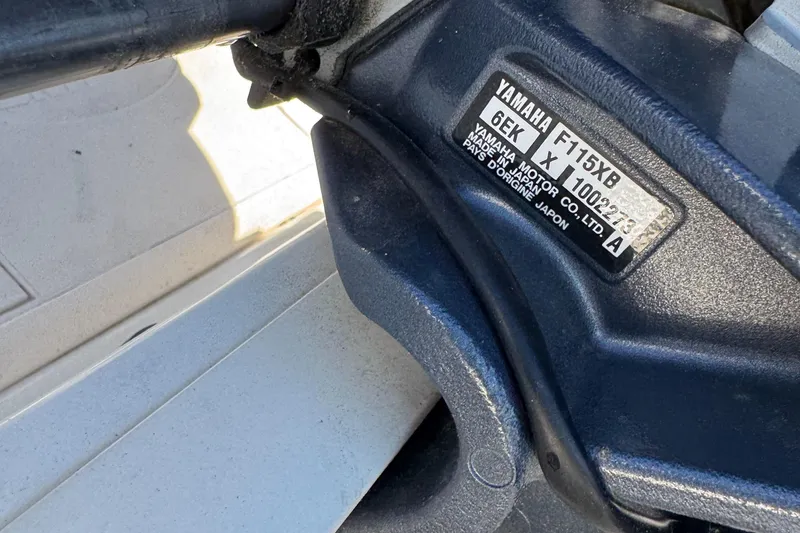 YAMAHA F115XB
6EK X 1002273
YAMAHA MOTOR CO., LTD. A
MADE IN JAPAN
PAYS D'ORIGINE JAPON